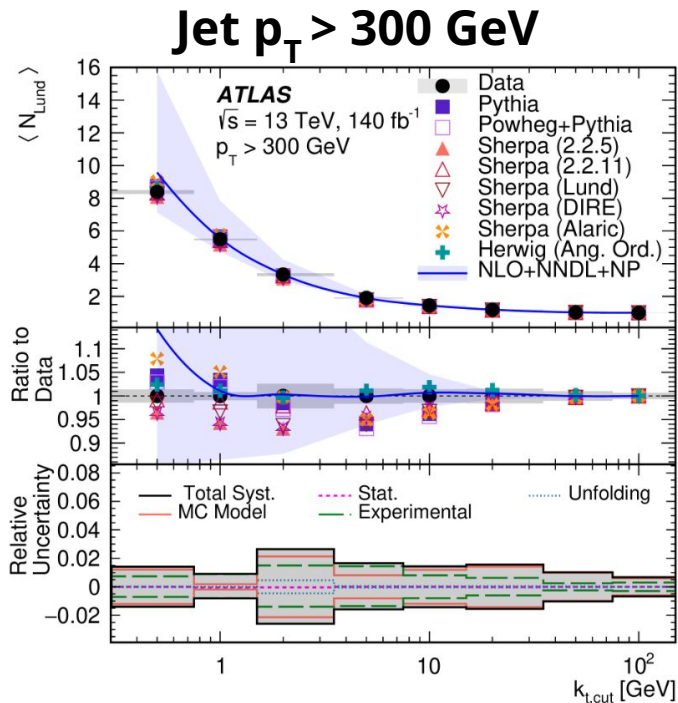 Jet p_T > 300 GeV
⟨ N_Lund ⟩
16
14
12
10
8
6
4
2
ATLAS
√s = 13 TeV, 140 fb⁻¹
p_T > 300 GeV
Data
Pythia
Powheg+Pythia
Sherpa (2.2.5)
Sherpa (2.2.11)
Sherpa (Lund)
Sherpa (DIRE)
Sherpa (Alaric)
Herwig (Ang. Ord.)
NLO+NNDL+NP
Ratio to
Data
1.1
1.05
1
0.95
0.9
Relative
Uncertainty
0.08
0.06
0.04
0.02
0
−0.02
Total Syst.
Stat.
Unfolding
MC Model
Experimental
1
10
10²
k_t,cut [GeV]